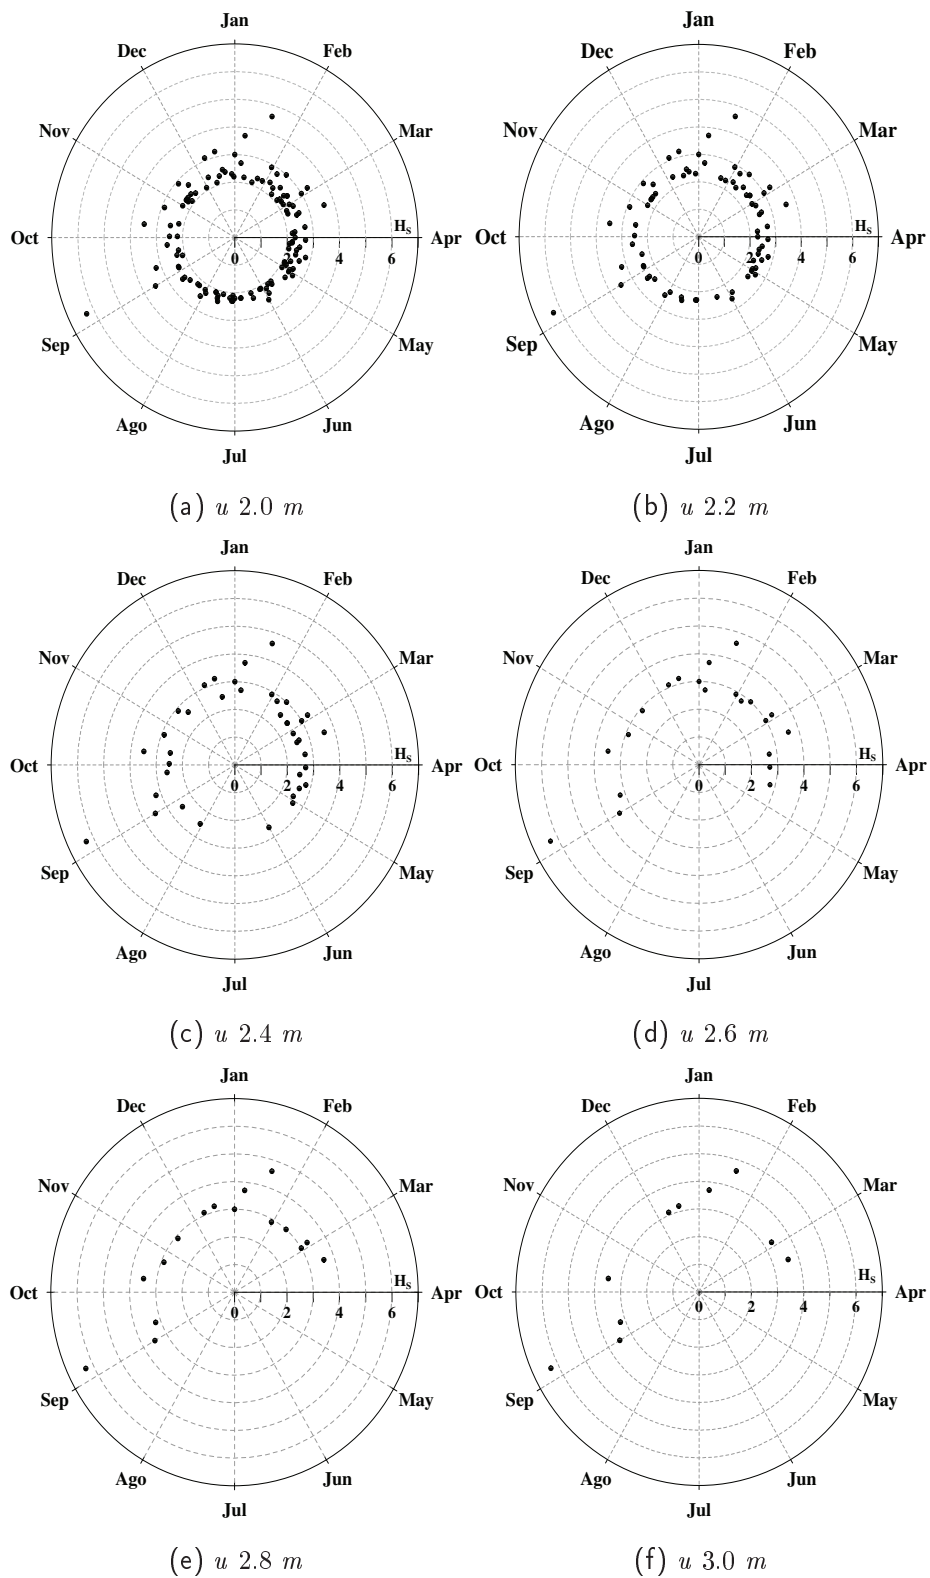 Jan Jan
Dec Feb Dec Feb
Nov Mar Nov Mar
Oct Hs Apr Oct Hs Apr
0 2 4 6 0 2 4 6
Sep May Sep May
Ago Jun Ago Jun
Jul Jul
(a) u 2.0 m (b) u 2.2 m
Jan Jan
Dec Feb Dec Feb
Nov Mar Nov Mar
Oct Hs Apr Oct Hs Apr
0 2 4 6 0 2 4 6
Sep May Sep May
Ago Jun Ago Jun
Jul Jul
(c) u 2.4 m (d) u 2.6 m
Jan Jan
Dec Feb Dec Feb
Nov Mar Nov Mar
Oct Hs Apr Oct Hs Apr
0 2 4 6 0 2 4 6
Sep May Sep May
Ago Jun Ago Jun
Jul Jul
(e) u 2.8 m (f) u 3.0 m